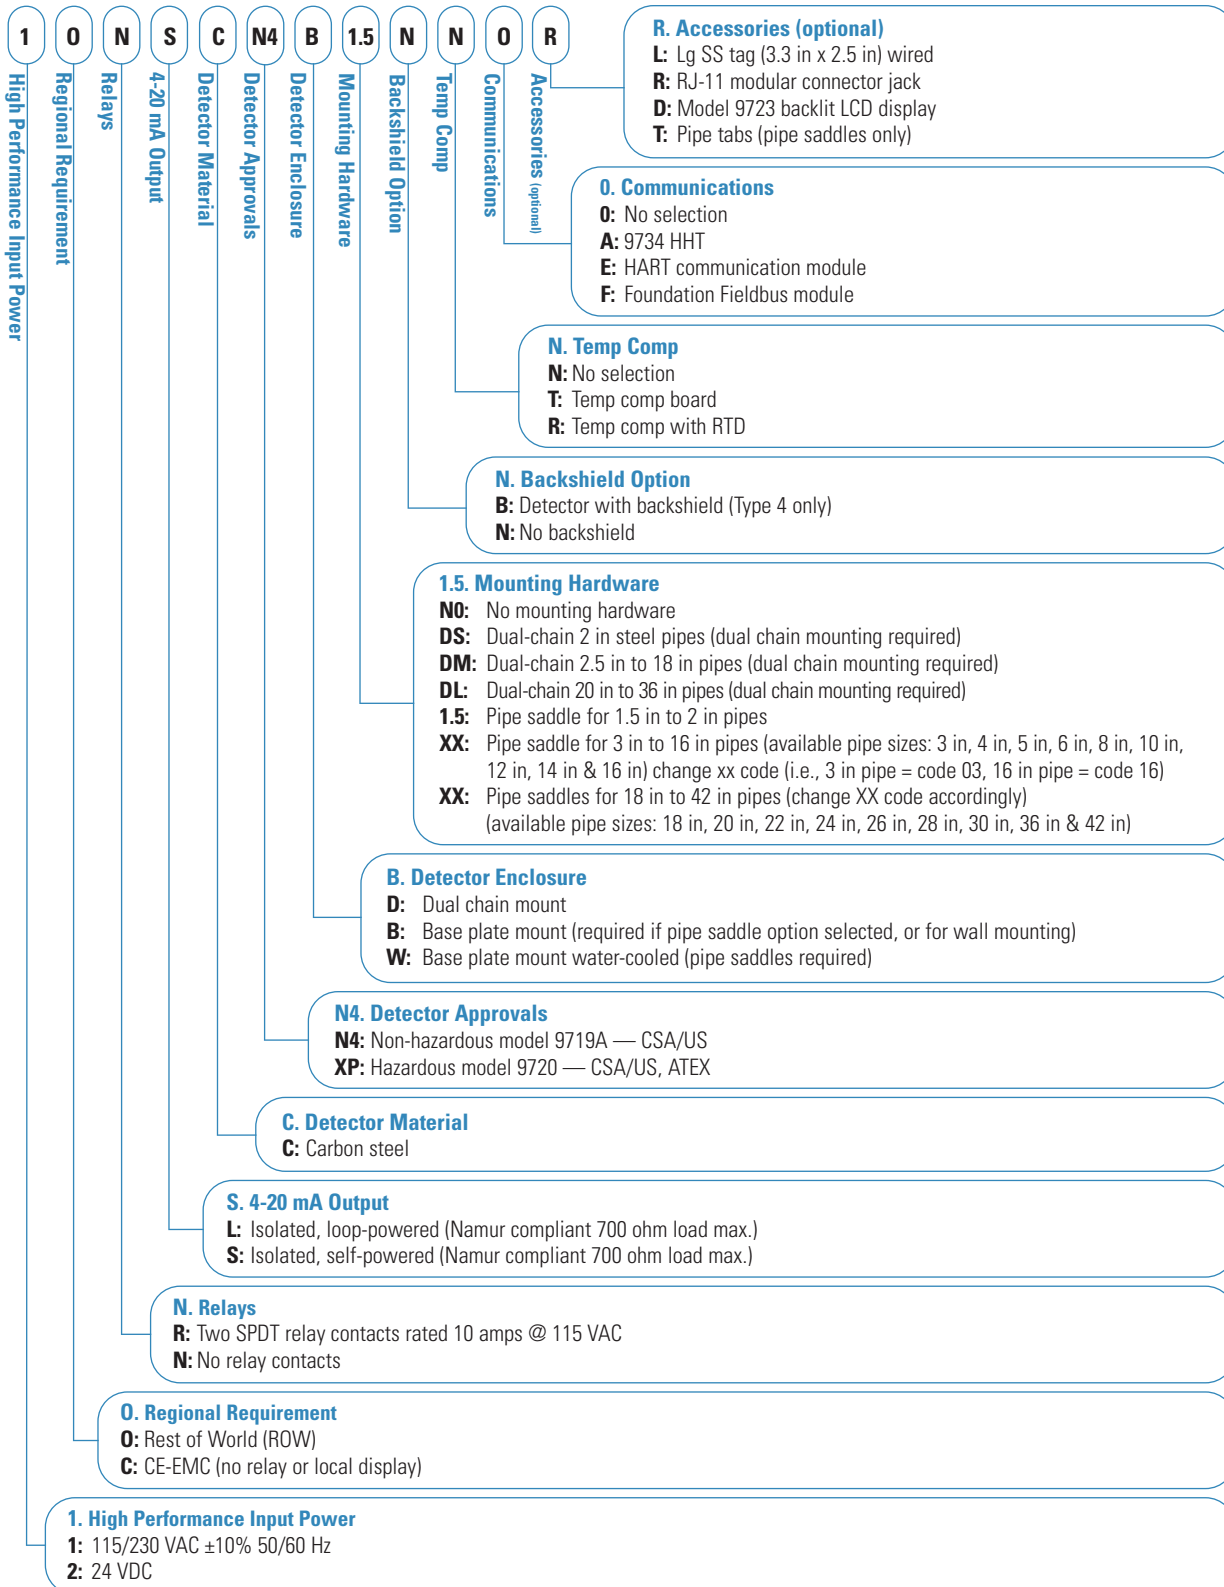 1 0 N S C N4 B 1.5 N N 0 R
High Performance Input Power
Regional Requirement
Relays
4-20 mA Output
Detector Material
Detector Approvals
Detector Enclosure
Mounting Hardware
Backshield Option
Temp Comp
Communications
Accessories (optional)
R. Accessories (optional)
L: Lg SS tag (3.3 in x 2.5 in) wired
R: RJ-11 modular connector jack
D: Model 9723 backlit LCD display
T: Pipe tabs (pipe saddles only)
0. Communications
0: No selection
A: 9734 HHT
E: HART communication module
F: Foundation Fieldbus module
N. Temp Comp
N: No selection
T: Temp comp board
R: Temp comp with RTD
N. Backshield Option
B: Detector with backshield (Type 4 only)
N: No backshield
1.5. Mounting Hardware
N0: No mounting hardware
DS: Dual-chain 2 in steel pipes (dual chain mounting required)
DM: Dual-chain 2.5 in to 18 in pipes (dual chain mounting required)
DL: Dual-chain 20 in to 36 in pipes (dual chain mounting required)
1.5: Pipe saddle for 1.5 in to 2 in pipes
XX: Pipe saddle for 3 in to 16 in pipes (available pipe sizes: 3 in, 4 in, 5 in, 6 in, 8 in, 10 in,
12 in, 14 in & 16 in) change xx code (i.e., 3 in pipe = code 03, 16 in pipe = code 16)
XX: Pipe saddles for 18 in to 42 in pipes (change XX code accordingly)
(available pipe sizes: 18 in, 20 in, 22 in, 24 in, 26 in, 28 in, 30 in, 36 in & 42 in)
B. Detector Enclosure
D: Dual chain mount
B: Base plate mount (required if pipe saddle option selected, or for wall mounting)
W: Base plate mount water-cooled (pipe saddles required)
N4. Detector Approvals
N4: Non-hazardous model 9719A — CSA/US
XP: Hazardous model 9720 — CSA/US, ATEX
C. Detector Material
C: Carbon steel
S. 4-20 mA Output
L: Isolated, loop-powered (Namur compliant 700 ohm load max.)
S: Isolated, self-powered (Namur compliant 700 ohm load max.)
N. Relays
R: Two SPDT relay contacts rated 10 amps @ 115 VAC
N: No relay contacts
O. Regional Requirement
O: Rest of World (ROW)
C: CE-EMC (no relay or local display)
1. High Performance Input Power
1: 115/230 VAC ±10% 50/60 Hz
2: 24 VDC